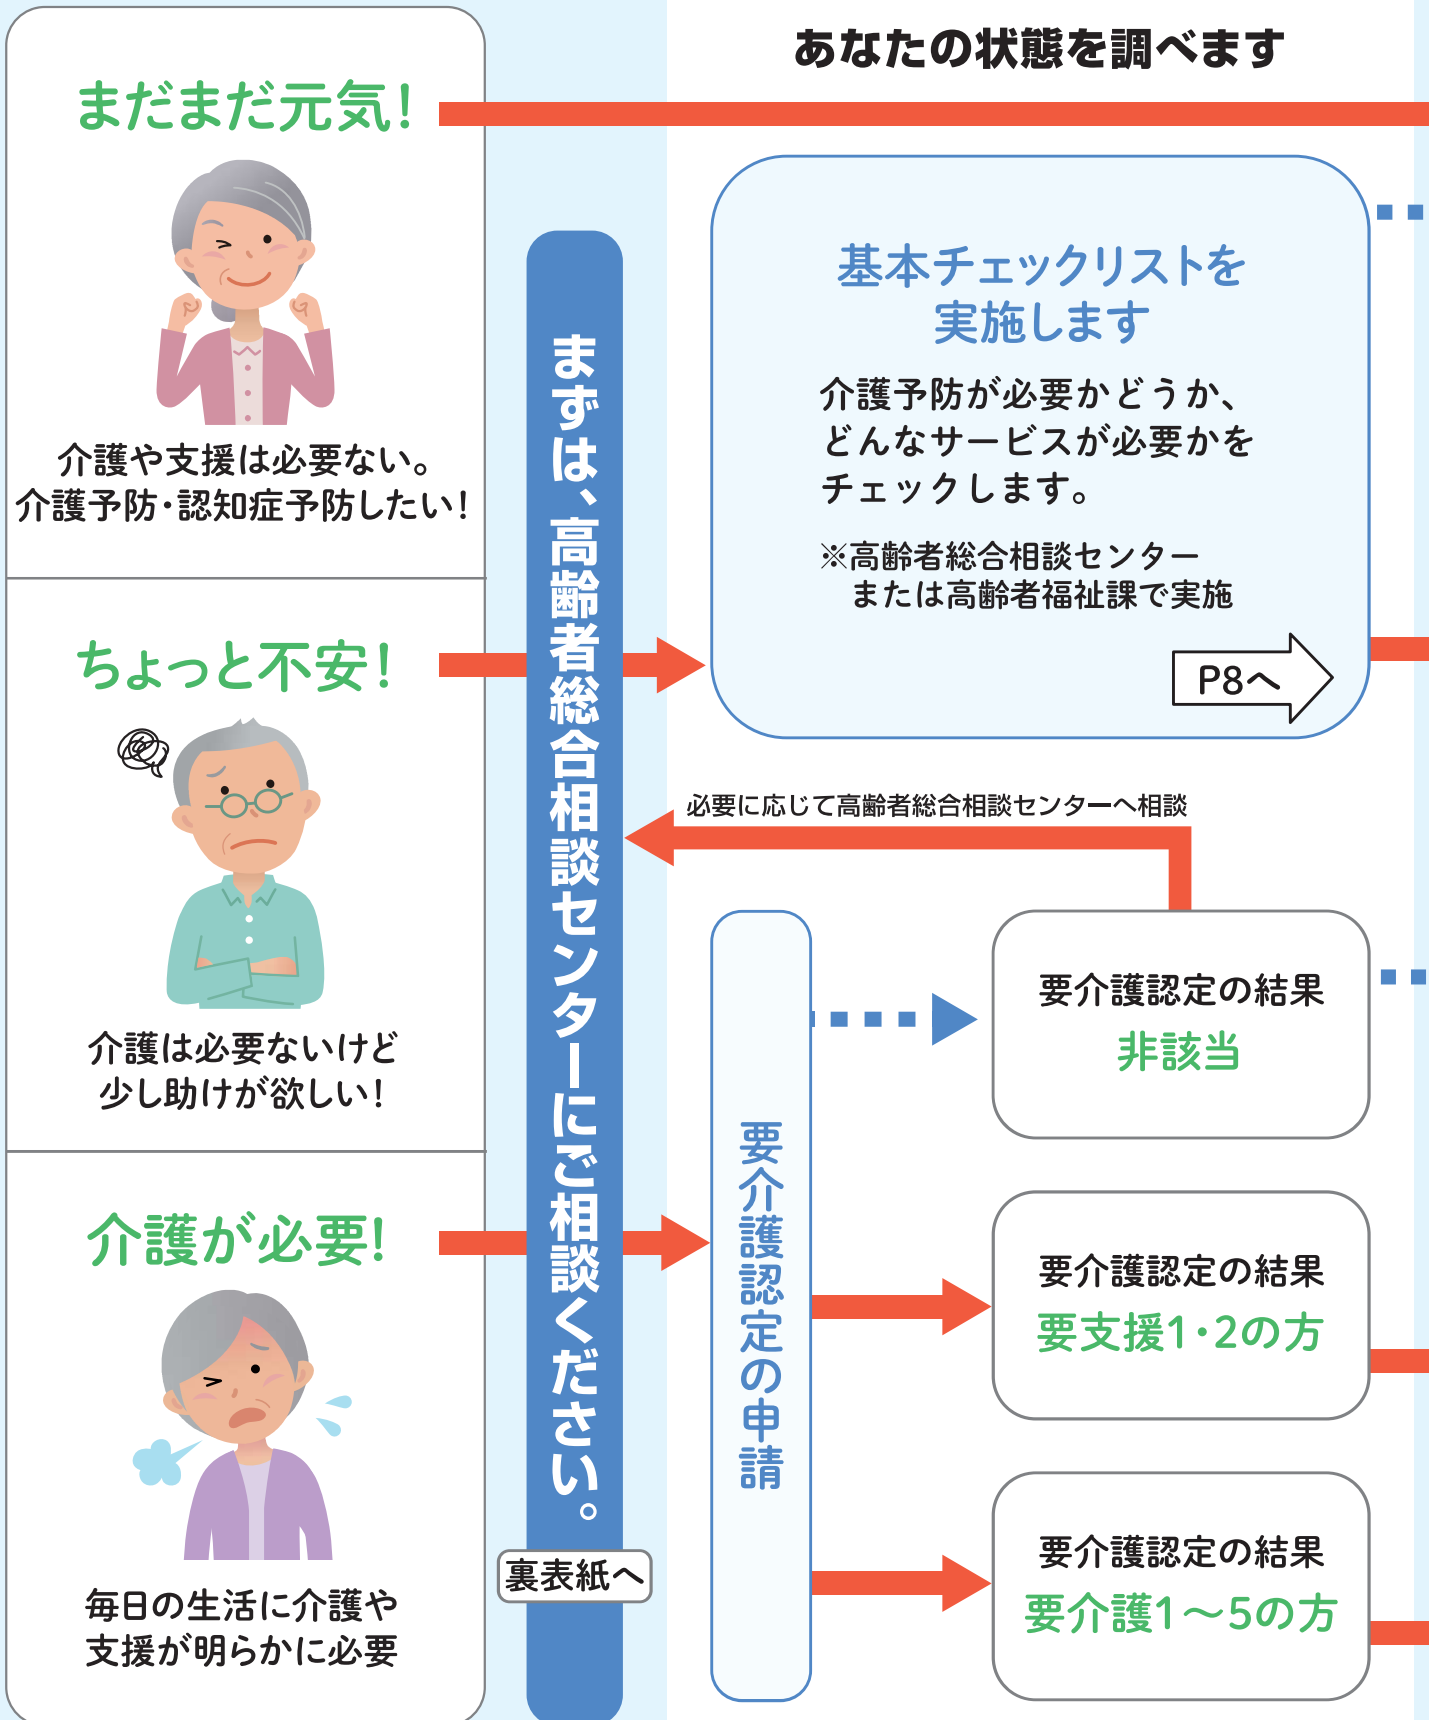 まだまだ元気！
介護や支援は必要ない。
介護予防・認知症予防したい！
ちょっと不安！
介護は必要ないけど
少し助けが欲しい！
介護が必要！
毎日の生活に介護や
支援が明らかに必要
まずは、高齢者総合相談センターにご相談ください。
裏表紙へ
あなたの状態を調べます
基本チェックリストを
実施します
介護予防が必要かどうか、
どんなサービスが必要かを
チェックします。
※高齢者総合相談センター
または高齢者福祉課で実施
P8へ
必要に応じて高齢者総合相談センターへ相談
要介護認定の申請
要介護認定の結果
非該当
要介護認定の結果
要支援1・2の方
要介護認定の結果
要介護1～5の方